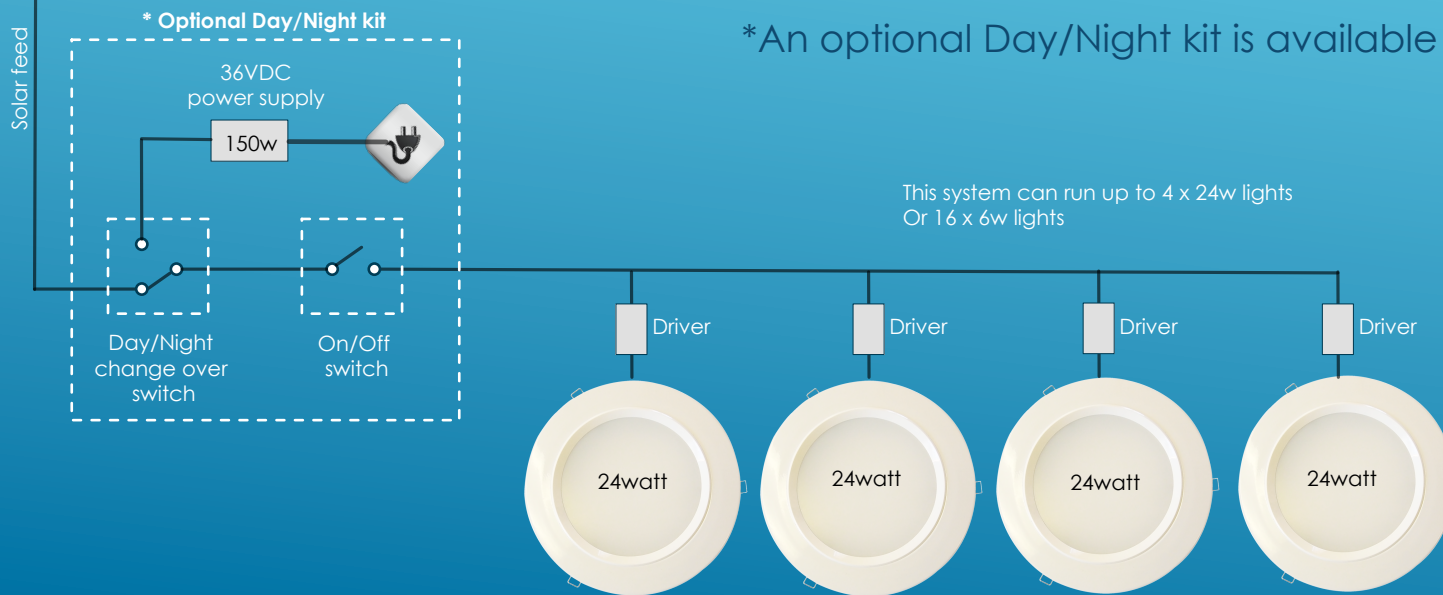 * Optional Day/Night kit
*An optional Day/Night kit is available
Solar feed
36VDC
power supply
150w
This system can run up to 4 x 24w lights
Or 16 x 6w lights
Day/Night
change over
switch
On/Off
switch
Driver
Driver
Driver
Driver
24watt
24watt
24watt
24watt